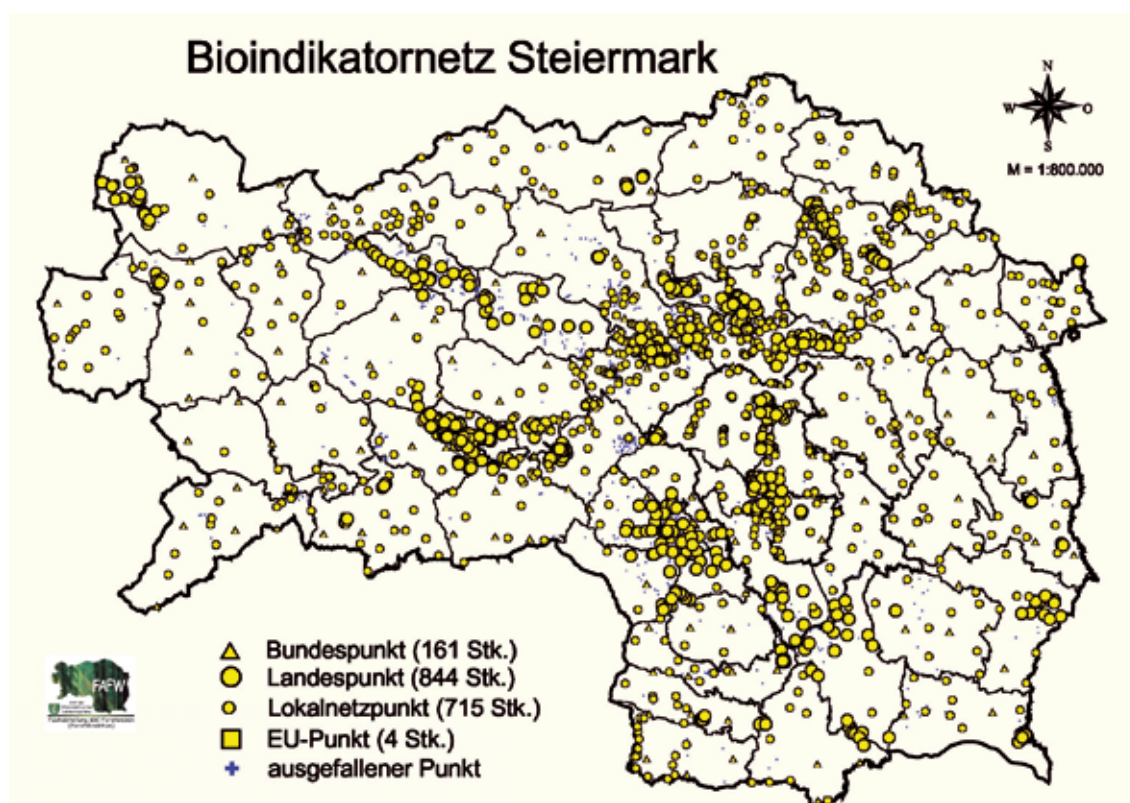 Bioindikatornetz Steiermark
N
W
O
S
M = 1:800.000
Bundespunkt (161 Stk.)
Landespunkt (844 Stk.)
Lokalnetzpunkt (715 Stk.)
EU-Punkt (4 Stk.)
ausgefallener Punkt
FAFW